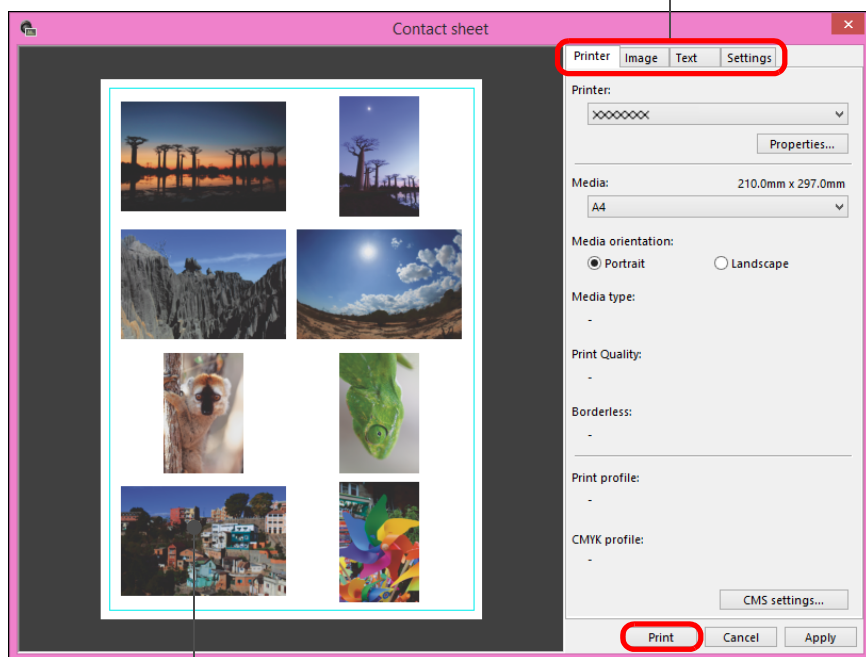 Contact sheet
Printer Image Text Settings
Printer:
XXXXXXX
Properties...
Media: 210.0mm x 297.0mm
A4
Media orientation:
Portrait Landscape
Media type:
-
Print Quality:
-
Borderless:
-
Print profile:
-
CMYK profile:
-
CMS settings...
Print Cancel Apply